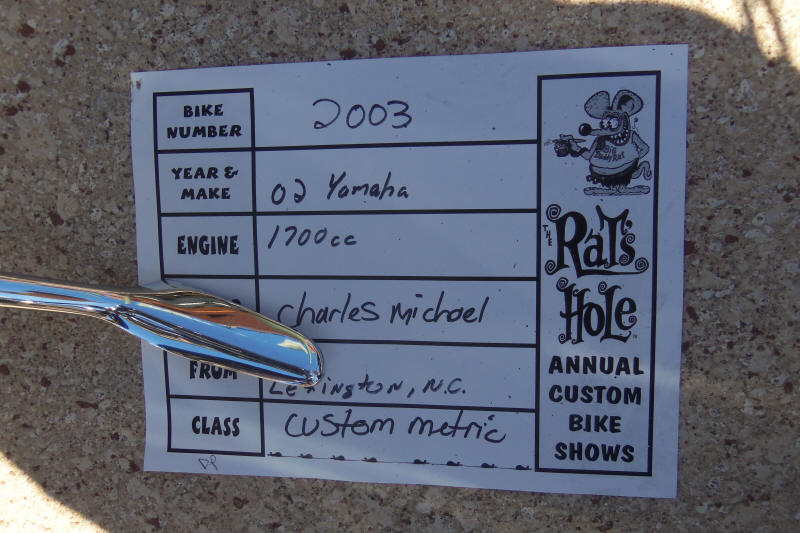 BIKE NUMBER 2003
YEAR & MAKE 02 Yamaha
ENGINE 1700cc
Charles Michael
FROM Lexington, N.C.
CLASS Custom metric
THE
RAT'S
HOLE
ANNUAL
CUSTOM
BIKE
SHOWS